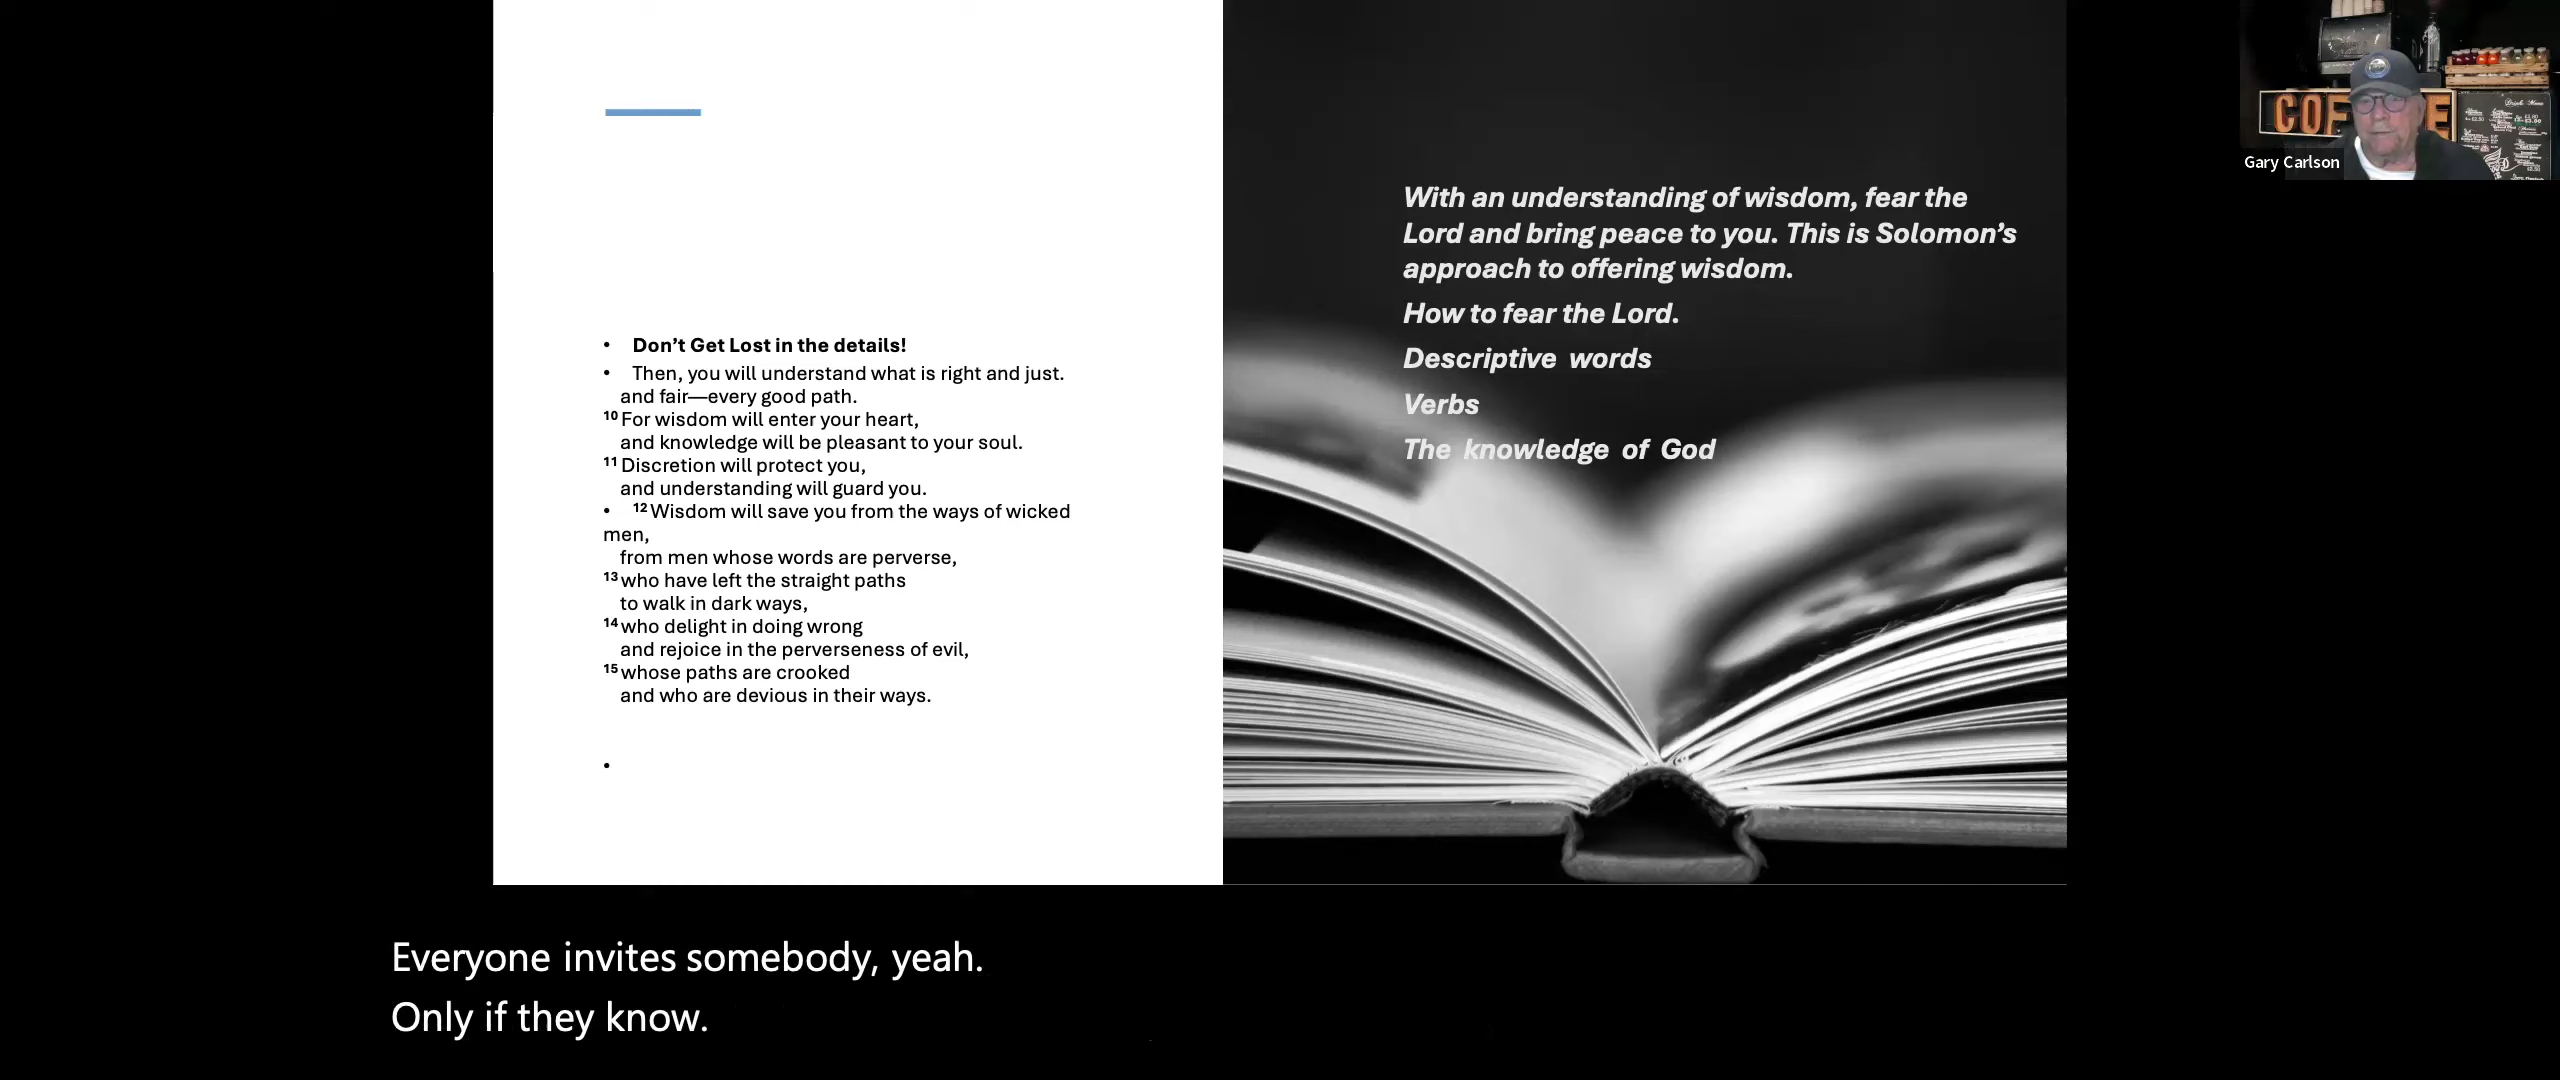 • Don’t Get Lost in the details!
• Then, you will understand what is right and just.
and fair—every good path.
10 For wisdom will enter your heart,
and knowledge will be pleasant to your soul.
11 Discretion will protect you,
and understanding will guard you.
• 12 Wisdom will save you from the ways of wicked
men,
from men whose words are perverse,
13 who have left the straight paths
to walk in dark ways,
14 who delight in doing wrong
and rejoice in the perverseness of evil,
15 whose paths are crooked
and who are devious in their ways.
•
With an understanding of wisdom, fear the
Lord and bring peace to you. This is Solomon’s
approach to offering wisdom.
How to fear the Lord.
Descriptive words
Verbs
The knowledge of God
Gary Carlson
Everyone invites somebody, yeah.
Only if they know.